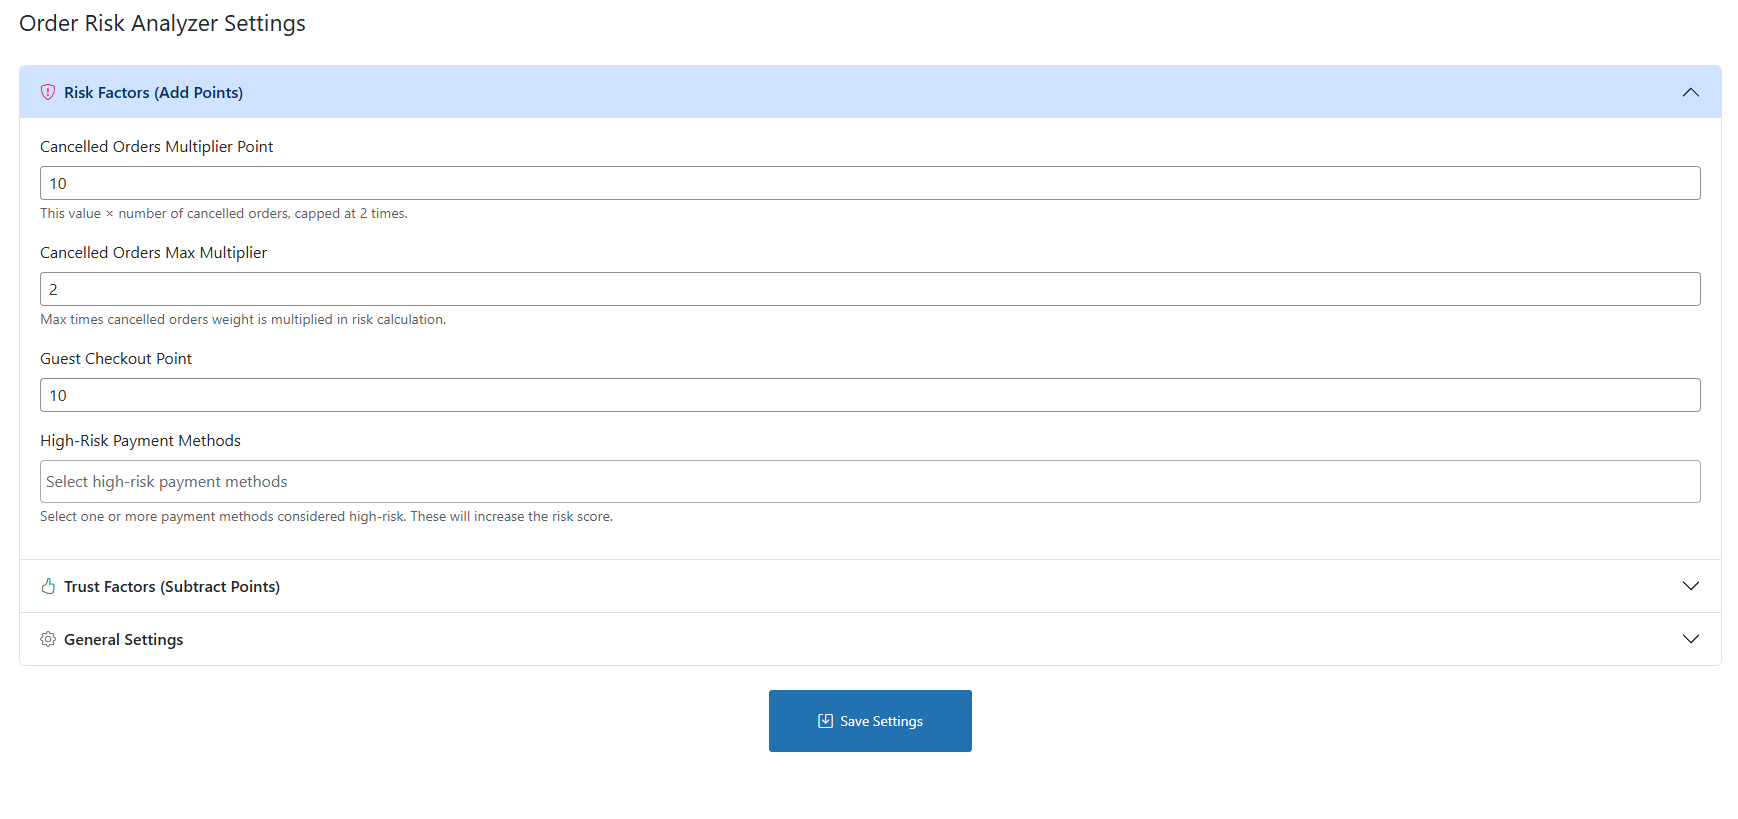 Order Risk Analyzer Settings
Risk Factors (Add Points)
Cancelled Orders Multiplier Point
10
This value × number of cancelled orders, capped at 2 times.
Cancelled Orders Max Multiplier
2
Max times cancelled orders weight is multiplied in risk calculation.
Guest Checkout Point
10
High-Risk Payment Methods
Select high-risk payment methods
Select one or more payment methods considered high-risk. These will increase the risk score.
Trust Factors (Subtract Points)
General Settings
Save Settings